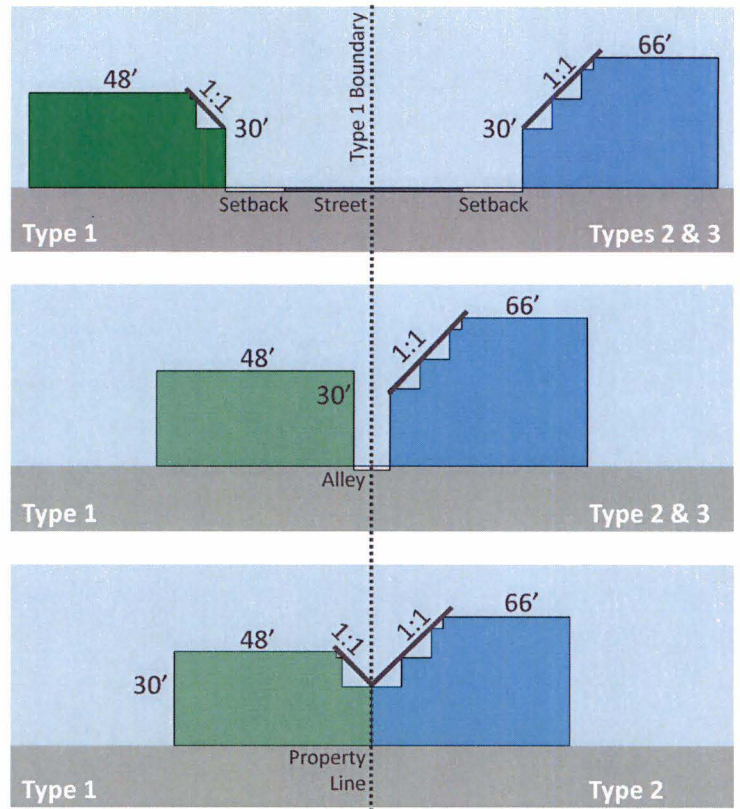 48' 1:1 30' Type 1 Boundary 30' 1:1 66'
Setback Street Setback
Type 1 Types 2 & 3
48' 30' 1:1 66'
Alley
Type 1 Type 2 & 3
30' 48' 1:1 1:1 66'
Property
Line
Type 1 Type 2